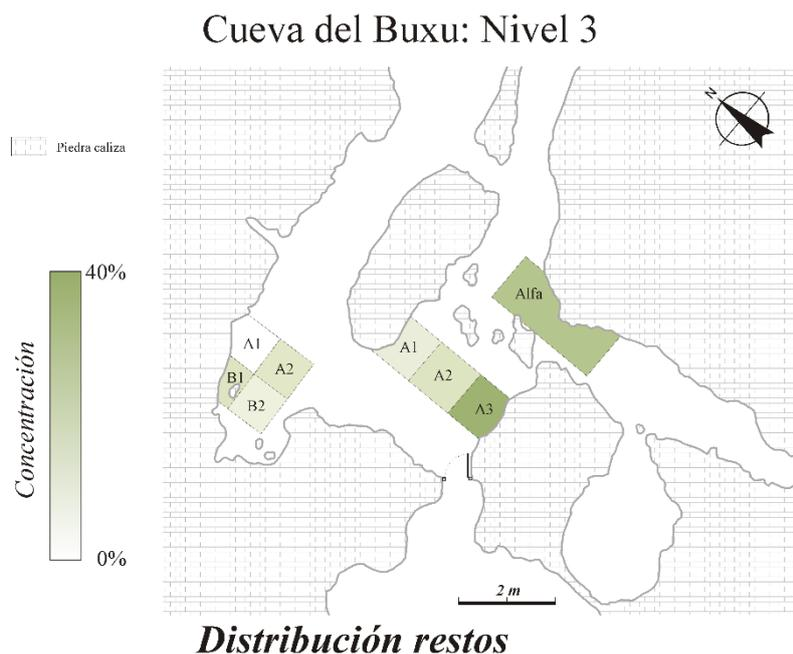 Cueva del Buxu: Nivel 3
N
Piedra caliza
40%
Concentración
0%
Alfa
A1
A2
B1
B2
A1
A2
A3
2 m
Distribución restos